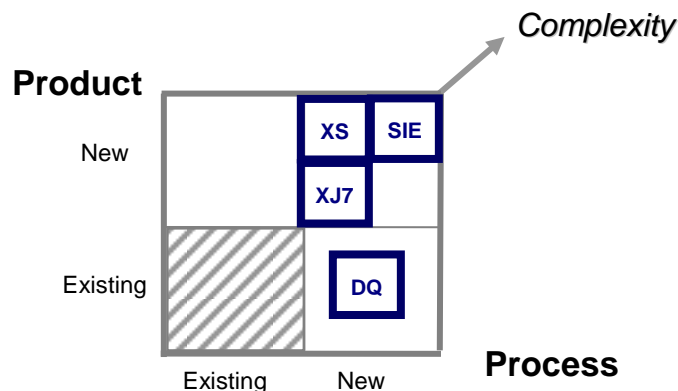 Complexity
Product
XS SIE
New
XJ7
Existing
DQ
Process
Existing New